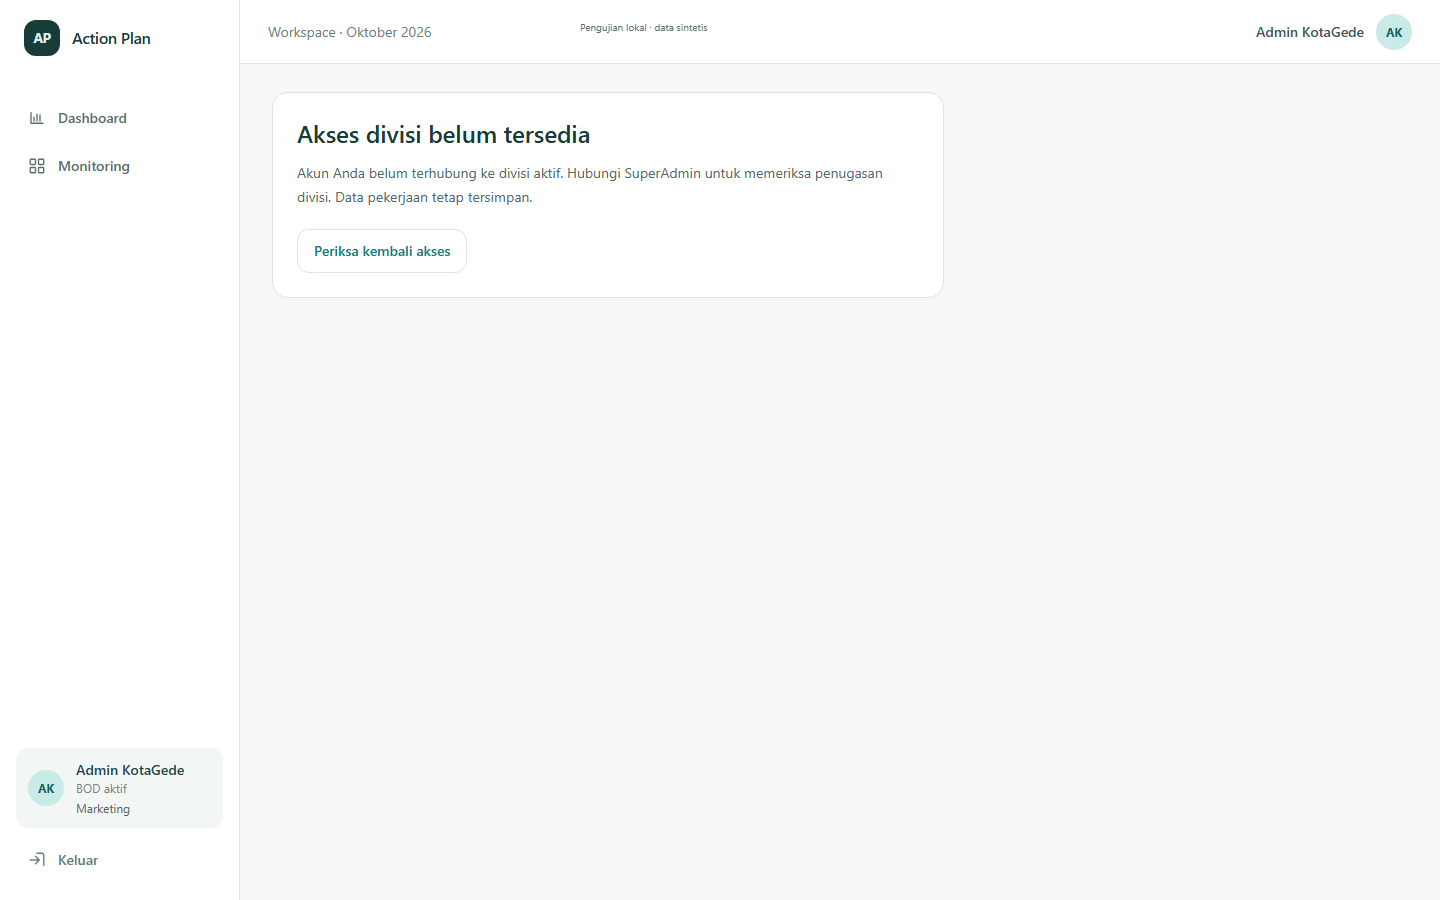 AP
Action Plan
Dashboard
Monitoring
Workspace · Oktober 2026
Pengujian lokal · data sintetis
Admin KotaGede
AK
Akses divisi belum tersedia
Akun Anda belum terhubung ke divisi aktif. Hubungi SuperAdmin untuk memeriksa penugasan
divisi. Data pekerjaan tetap tersimpan.
Periksa kembali akses
AK
Admin KotaGede
BOD aktif
Marketing
Keluar